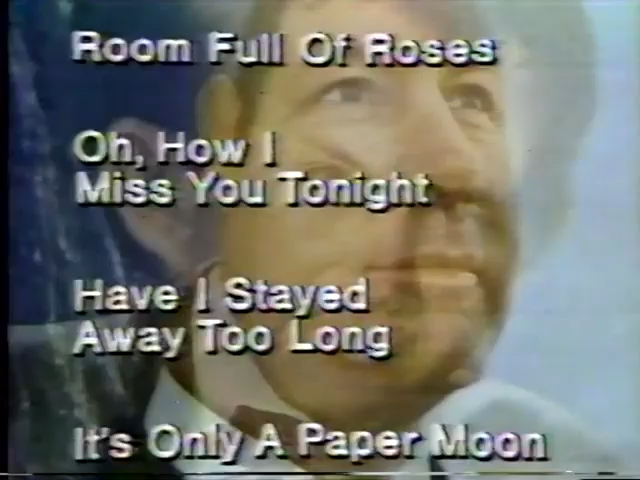 Room Full Of Roses
Oh, How I
Miss You Tonight
Have I Stayed
Away Too Long
It's Only A Paper Moon